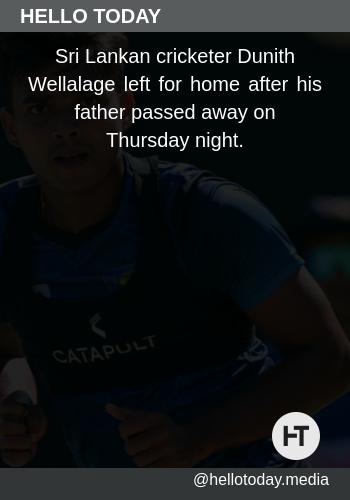 HELLO TODAY
Sri Lankan cricketer Dunith
Wellalage left for home after his
father passed away on
Thursday night.
CATAPULT
HT
@hellotoday.media